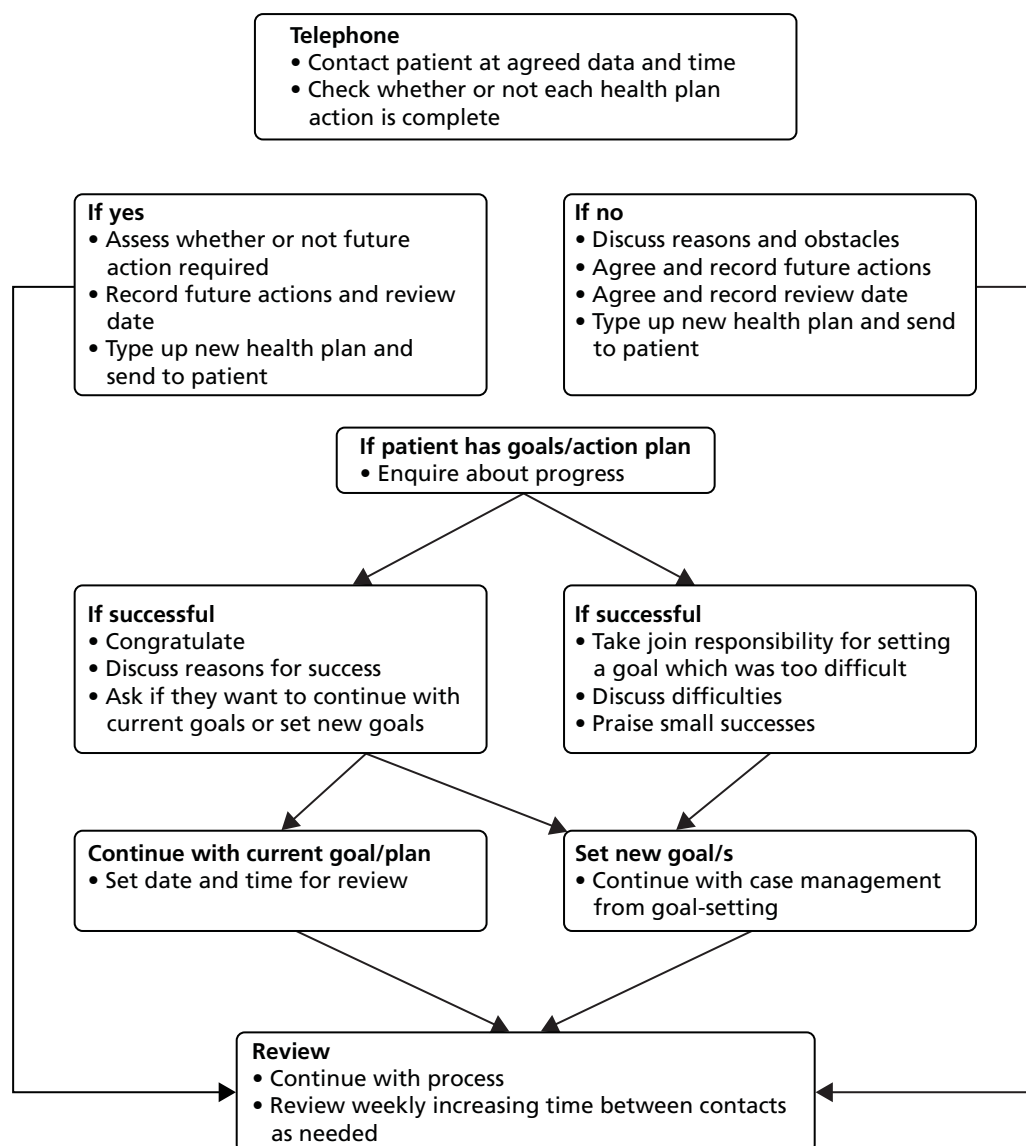 Telephone
• Contact patient at agreed data and time
• Check whether or not each health plan
action is complete
If yes
• Assess whether or not future
action required
• Record future actions and review
date
• Type up new health plan and
send to patient
If no
• Discuss reasons and obstacles
• Agree and record future actions
• Agree and record review date
• Type up new health plan and send
to patient
If patient has goals/action plan
• Enquire about progress
If successful
• Congratulate
• Discuss reasons for success
• Ask if they want to continue with
current goals or set new goals
If successful
• Take join responsibility for setting
a goal which was too difficult
• Discuss difficulties
• Praise small successes
Continue with current goal/plan
• Set date and time for review
Set new goal/s
• Continue with case management
from goal-setting
Review
• Continue with process
• Review weekly increasing time between contacts
as needed